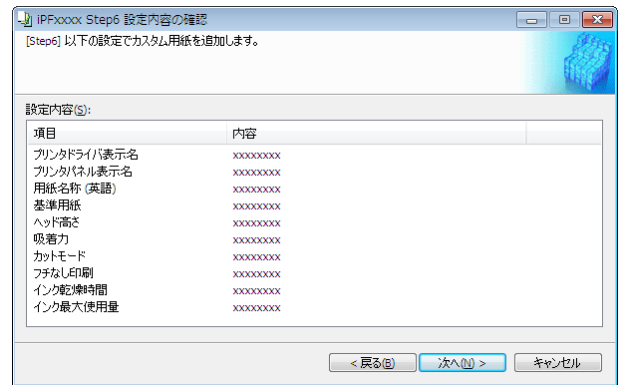 iPFxxxx Step6 設定内容の確認
[Step6] 以下の設定でカスタム用紙を追加します。
設定内容(S):
項目 内容
プリンタドライバ表示名 xxxxxxxx
プリンタパネル表示名 xxxxxxxx
用紙名称 (英語) xxxxxxxx
基準用紙 xxxxxxxx
ヘッド高さ xxxxxxxx
吸着力 xxxxxxxx
カットモード xxxxxxxx
フチなし印刷 xxxxxxxx
インク乾燥時間 xxxxxxxx
インク最大使用量 xxxxxxxx
< 戻る(B) 次へ(N) > キャンセル